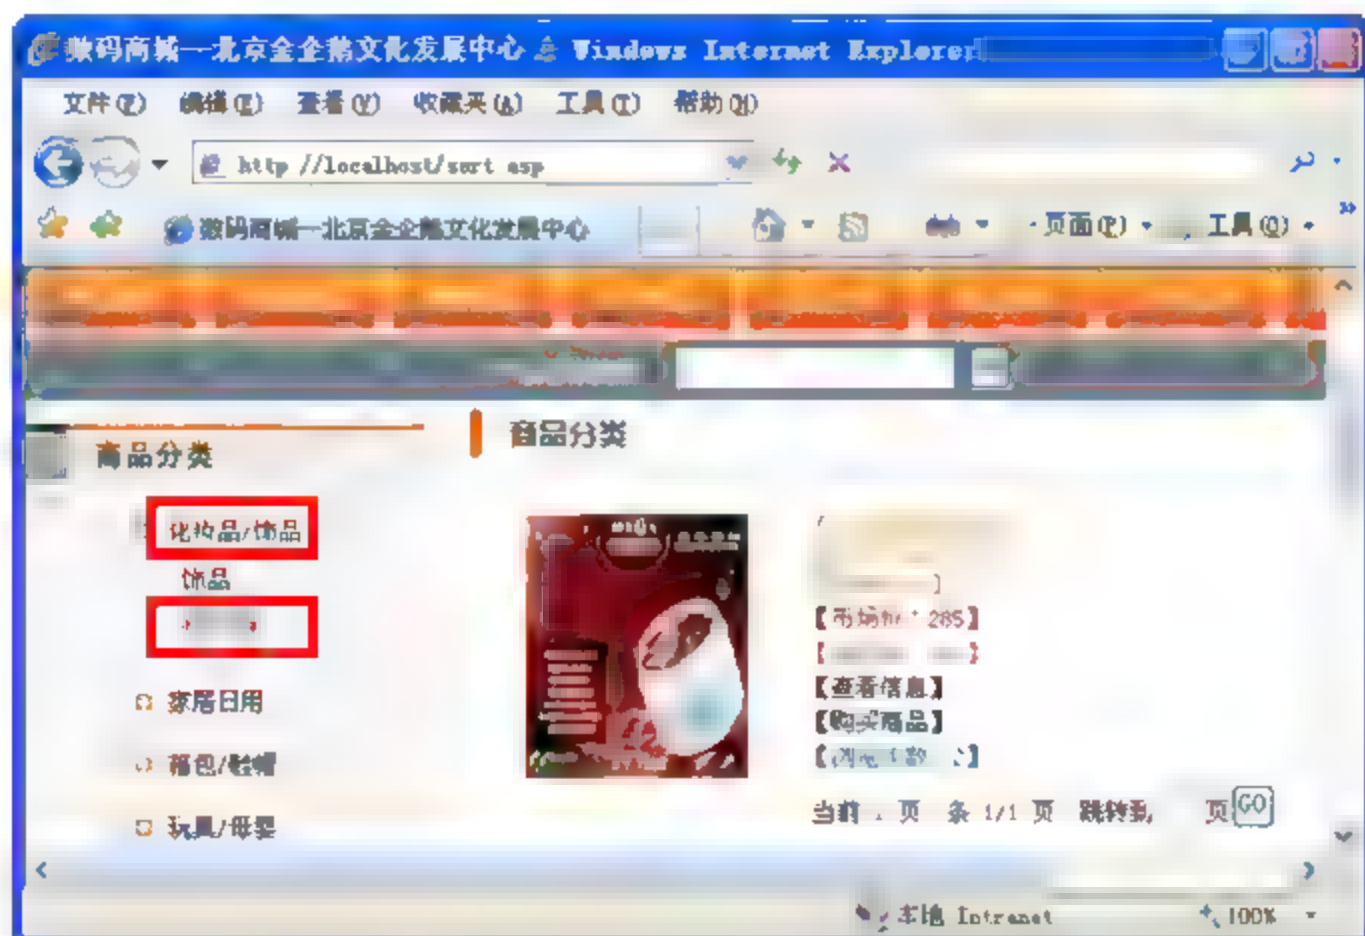 数码商城—北京金企鹅文化发展中心 - Windows Internet Explorer
文件(F) 编辑(E) 查看(V) 收藏夹(A) 工具(T) 帮助(H)
http://localhost/sort.asp
数码商城—北京金企鹅文化发展中心 页面(P) 工具(O)
商品分类
商品分类
化妆品/饰品
饰品
家居日用
箱包/鞋帽
玩具/母婴
【市场价 285】
【查看信息】
【购买商品】
当前 页 条 1/1 页 跳转到 页 GO
本地 Intranet 100%